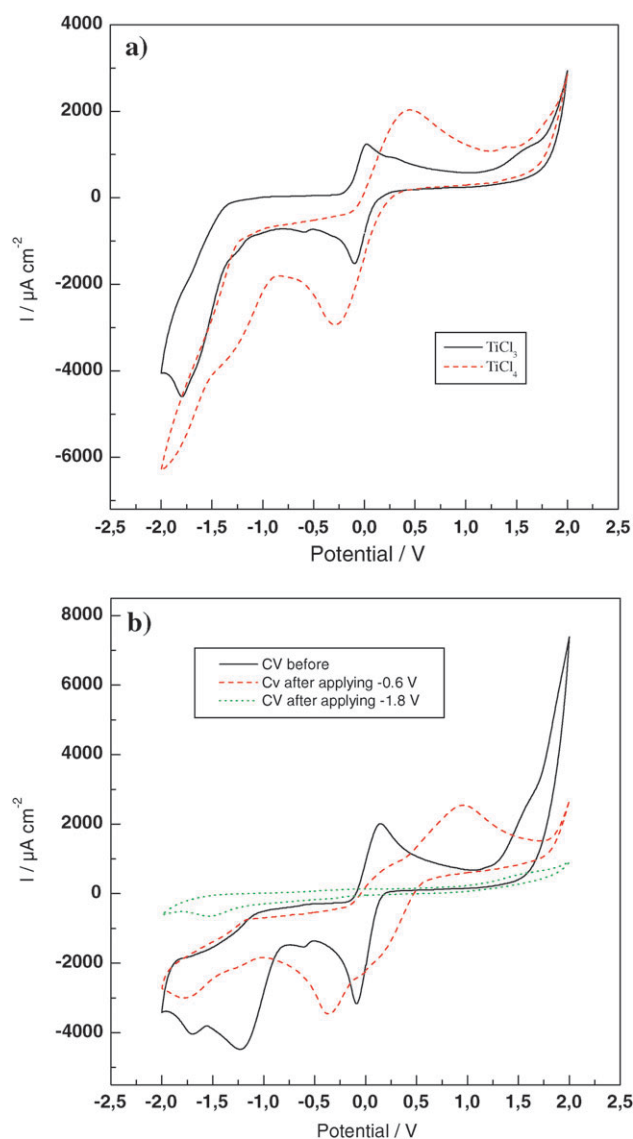 a)
4000
2000
0
-2000
-4000
-6000
I / µA cm⁻²
TiCl₃
TiCl₄
-2,5 -2,0 -1,5 -1,0 -0,5 0,0 0,5 1,0 1,5 2,0 2,5
Potential / V
b)
8000
6000
4000
2000
0
-2000
-4000
I / µA cm⁻²
CV before
Cv after applying -0.6 V
CV after applying -1.8 V
-2,5 -2,0 -1,5 -1,0 -0,5 0,0 0,5 1,0 1,5 2,0 2,5
Potential / V